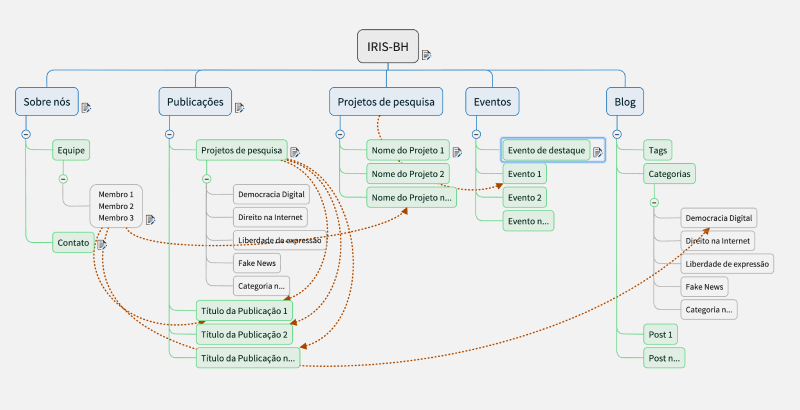 IRIS-BH
Sobre nós
Equipe
Membro 1
Membro 2
Membro 3
Contato
Publicações
Projetos de pesquisa
Democracia Digital
Direito na Internet
Liberdade de expressão
Fake News
Categoria n...
Título da Publicação 1
Título da Publicação 2
Título da Publicação n...
Projetos de pesquisa
Nome do Projeto 1
Nome do Projeto 2
Nome do Projeto n...
Eventos
Evento de destaque
Evento 1
Evento 2
Evento n...
Blog
Tags
Categorias
Democracia Digital
Direito na Internet
Liberdade de expressão
Fake News
Categoria n...
Post 1
Post n...